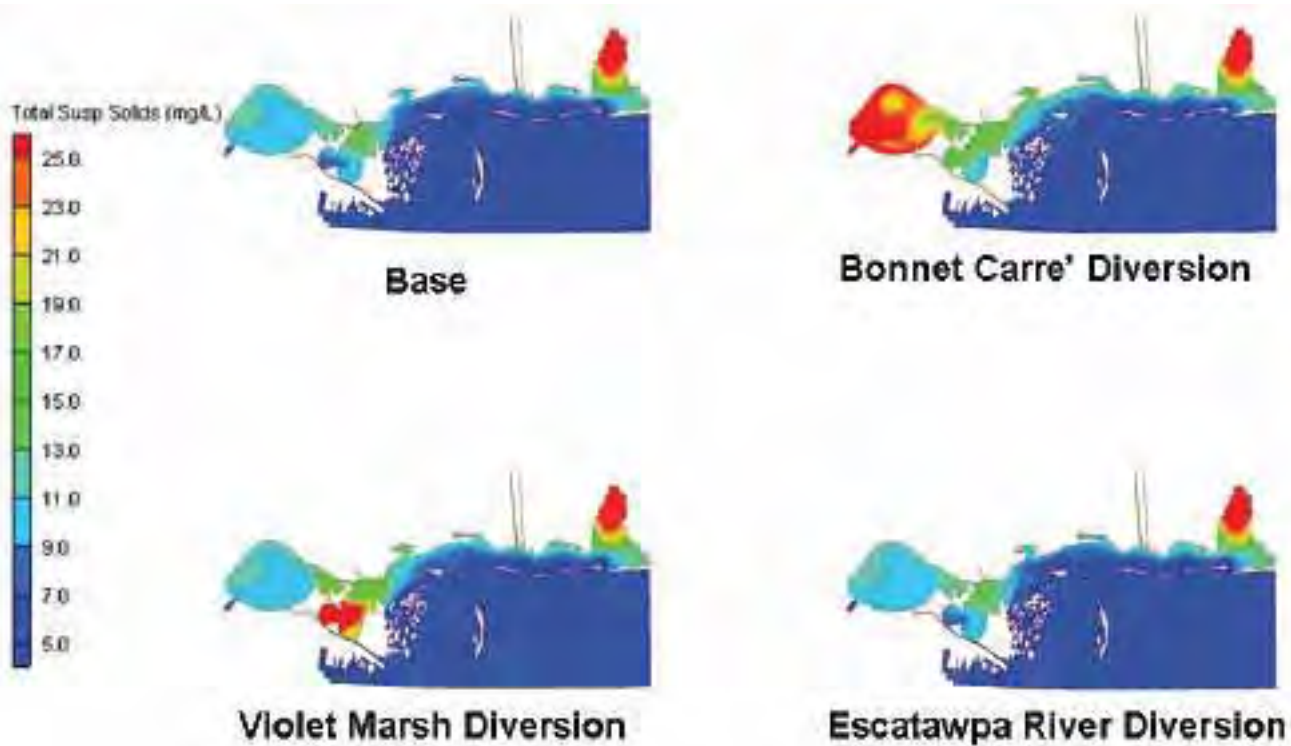 Total Susp Solids (mg/L)
25.0
23.0
21.0
19.0
17.0
15.0
13.0
11.0
9.0
7.0
5.0
Base
Bonnet Carre' Diversion
Violet Marsh Diversion
Escatawpa River Diversion